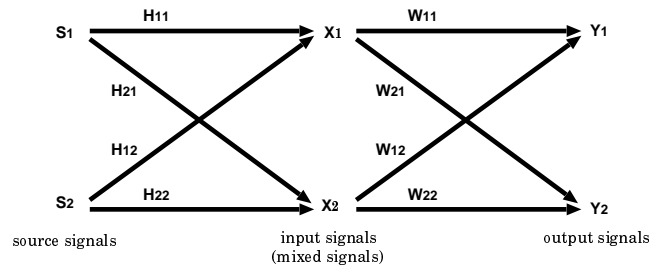 H11
W11
S1
X1
Y1
H21
W21
H12
W12
H22
W22
S2
X2
Y2
source signals
input signals
(mixed signals)
output signals